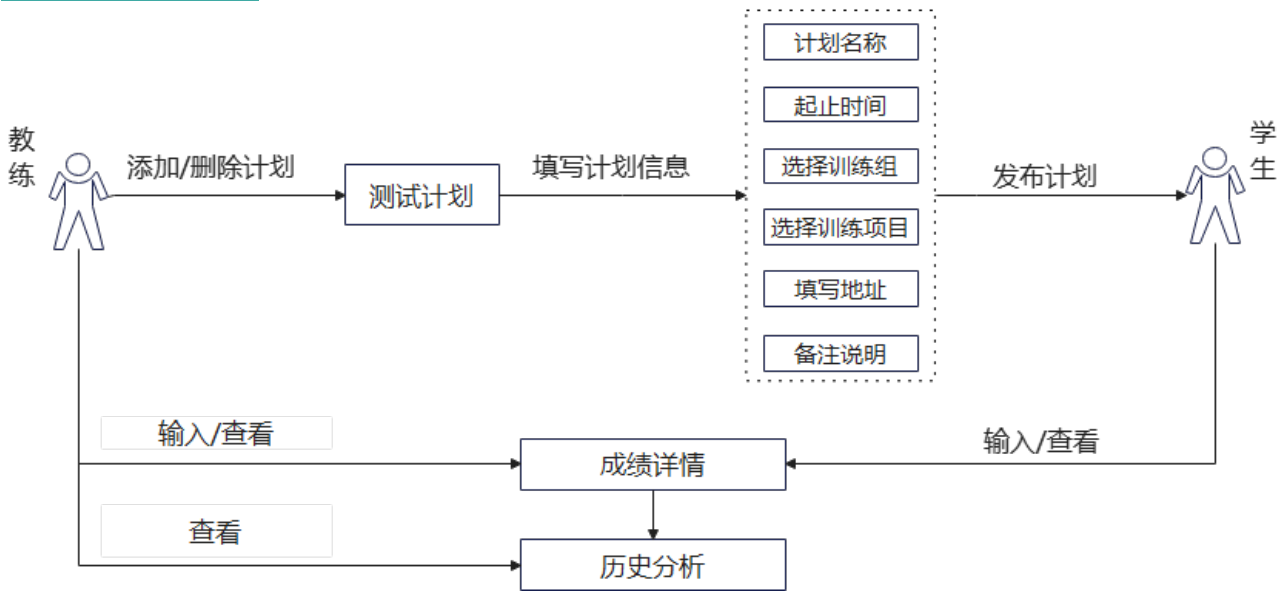 计划名称
起止时间
教练
添加/删除计划
测试计划
填写计划信息
选择训练组
选择训练项目
填写地址
备注说明
发布计划
学生
输入/查看
成绩详情
输入/查看
查看
历史分析